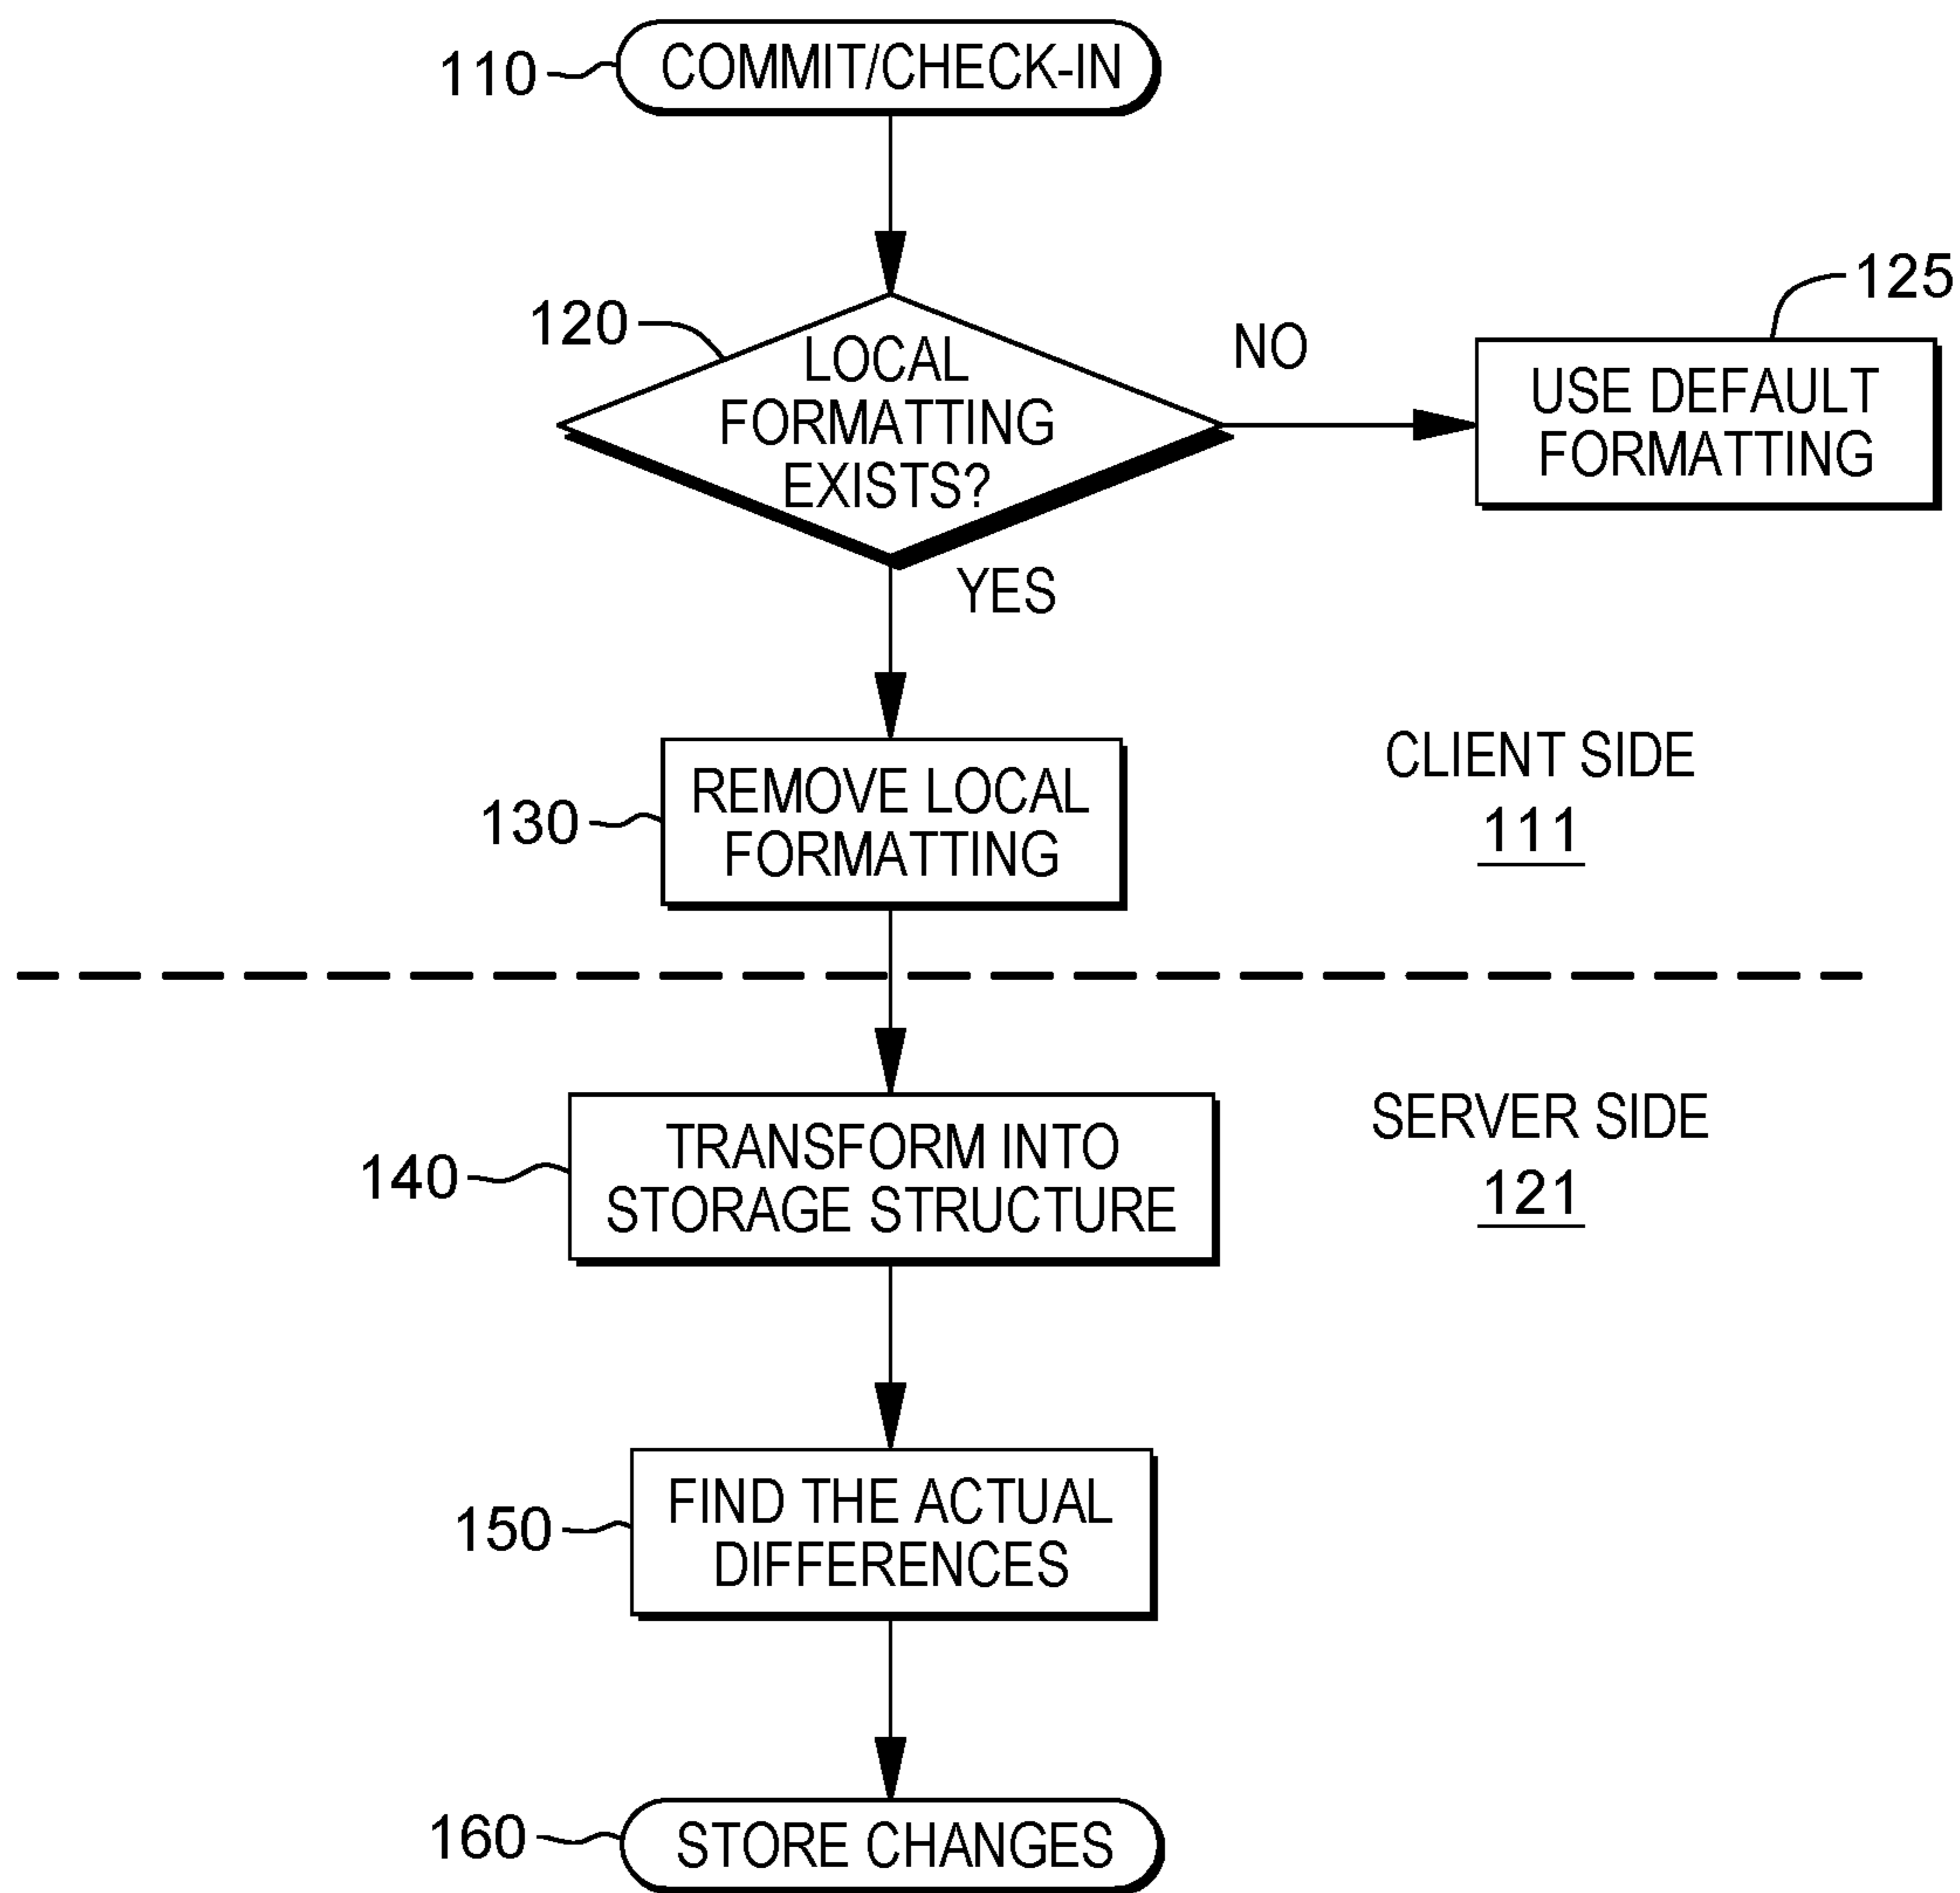 110
COMMIT/CHECK-IN
125
120
LOCAL
FORMATTING
EXISTS?
NO
USE DEFAULT
FORMATTING
YES
130
REMOVE LOCAL
FORMATTING
CLIENT SIDE
111
140
TRANSFORM INTO
STORAGE STRUCTURE
SERVER SIDE
121
150
FIND THE ACTUAL
DIFFERENCES
160
STORE CHANGES